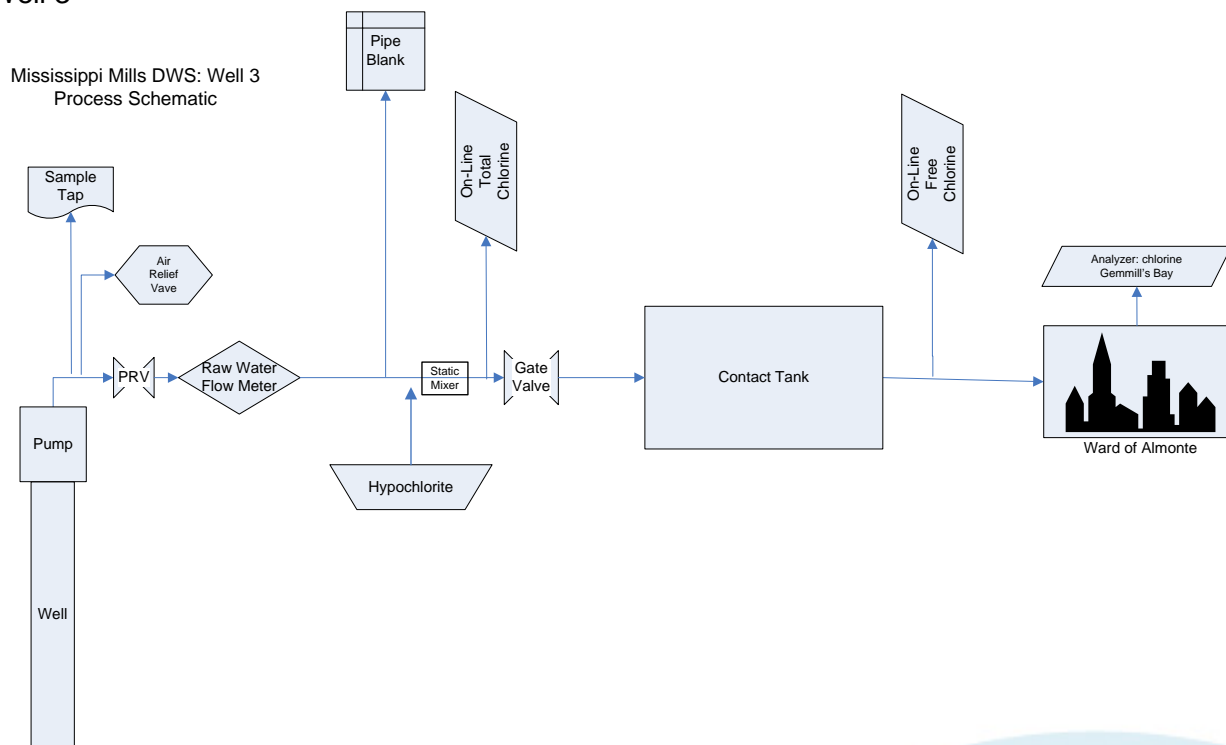 Mississippi Mills DWS: Well 3
Process Schematic
Pipe
Blank
On-Line
Total
Chlorine
On-Line
Free
Chlorine
Sample
Tap
Air
Relief
Vave
Analyzer: chlorine
Gemmill's Bay
PRV
Raw Water
Flow Meter
Static
Mixer
Gate
Valve
Contact Tank
Ward of Almonte
Pump
Hypochlorite
Well